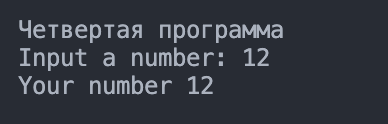 Четвертая программа
Input a number: 12
Your number 12